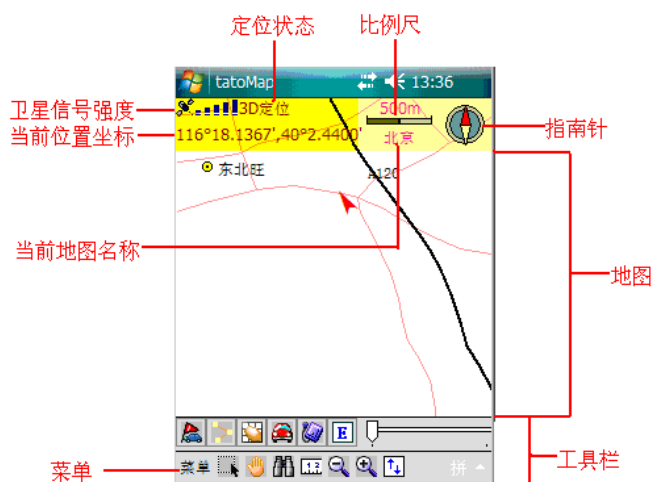 定位状态 比例尺
tatoMap 13:36
卫星信号强度 3D定位 500m
当前位置坐标 116°18.1367',40°2.4400' 北京 指南针
东北旺 A120
当前地图名称
地图
E
菜单 菜单 1.2 拼
工具栏